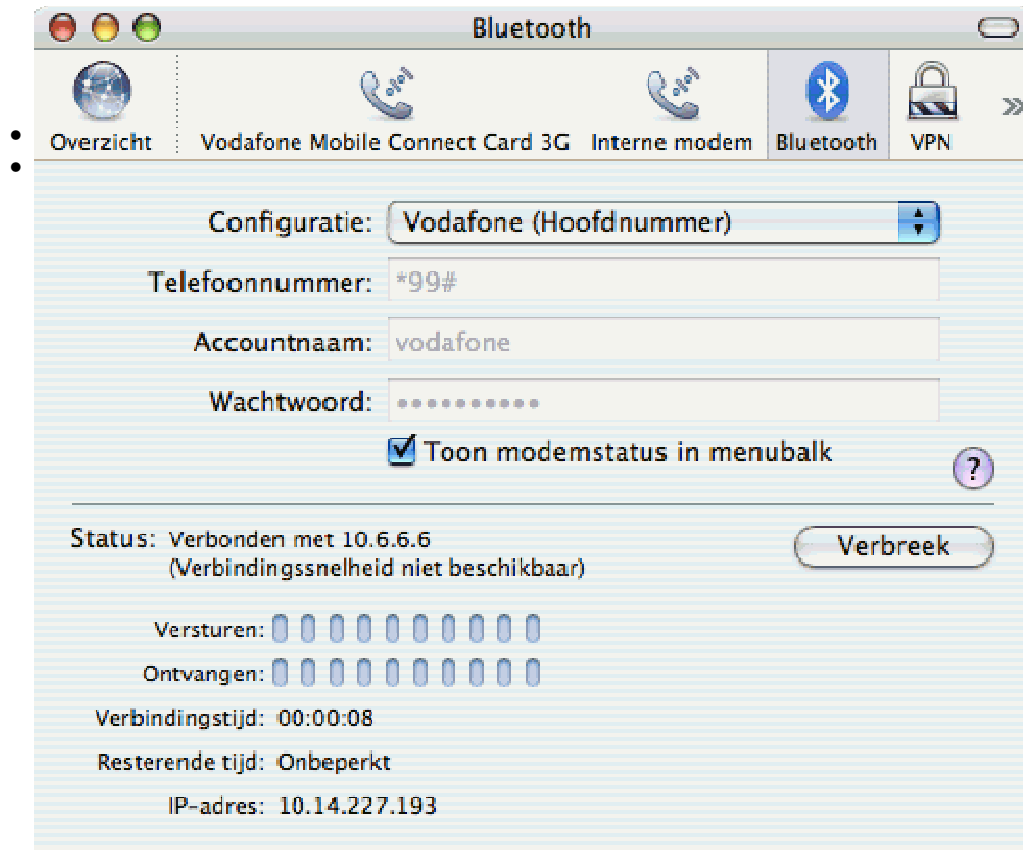 Bluetooth
Overzicht
Vodafone Mobile Connect Card 3G
Interne modem
Bluetooth
VPN
Configuratie: Vodafone (Hoofdnummer)
Telefoonnummer: *99#
Accountnaam: vodafone
Wachtwoord: ••••••••••
Toon modemstatus in menubalk
?
Status: Verbonden met 10.6.6.6
(Verbindingssnelheid niet beschikbaar)
Verbreek
Versturen:
Ontvangen:
Verbindingstijd: 00:00:08
Resterende tijd: Onbeperkt
IP-adres: 10.14.227.193